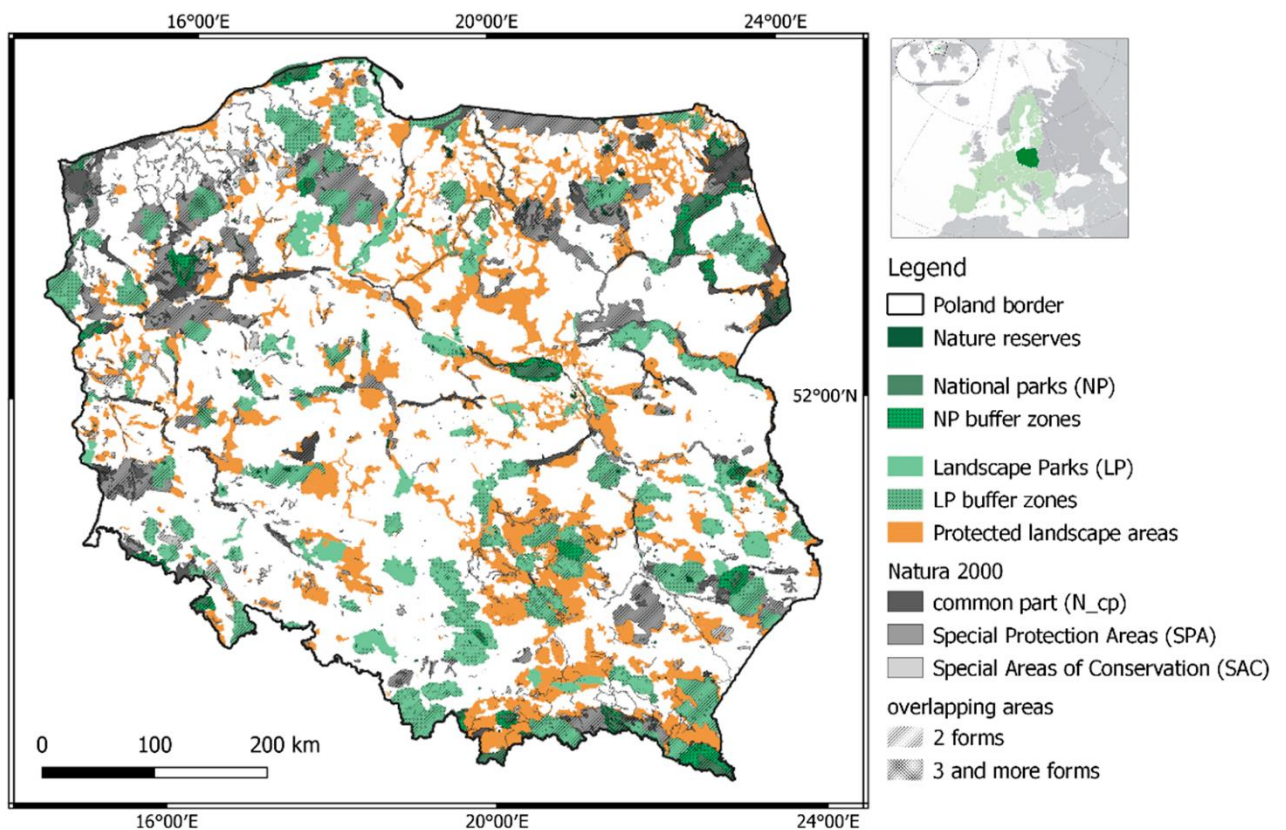 16°00′E 20°00′E 24°00′E
52°00′N
0 100 200 km
16°00′E 20°00′E 24°00′E
Legend
Poland border
Nature reserves
National parks (NP)
NP buffer zones
Landscape Parks (LP)
LP buffer zones
Protected landscape areas
Natura 2000
common part (N_cp)
Special Protection Areas (SPA)
Special Areas of Conservation (SAC)
overlapping areas
2 forms
3 and more forms